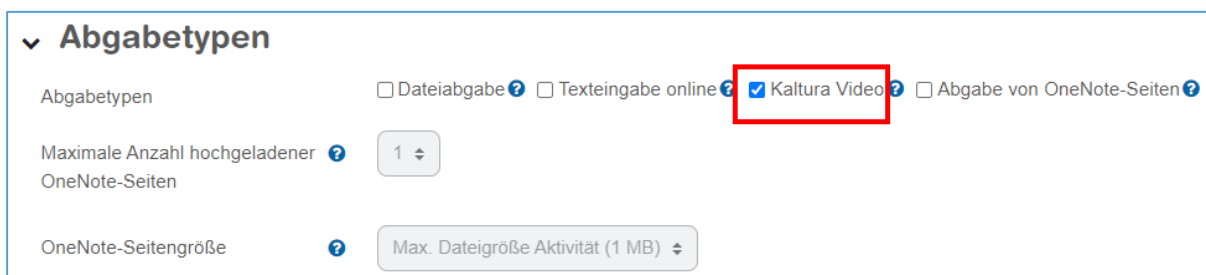 Abgabetypen
Abgabetypen Dateiabgabe Texteingabe online Kaltura Video Abgabe von OneNote-Seiten
Maximale Anzahl hochgeladener 1
OneNote-Seiten
OneNote-Seitengröße Max. Dateigröße Aktivität (1 MB)